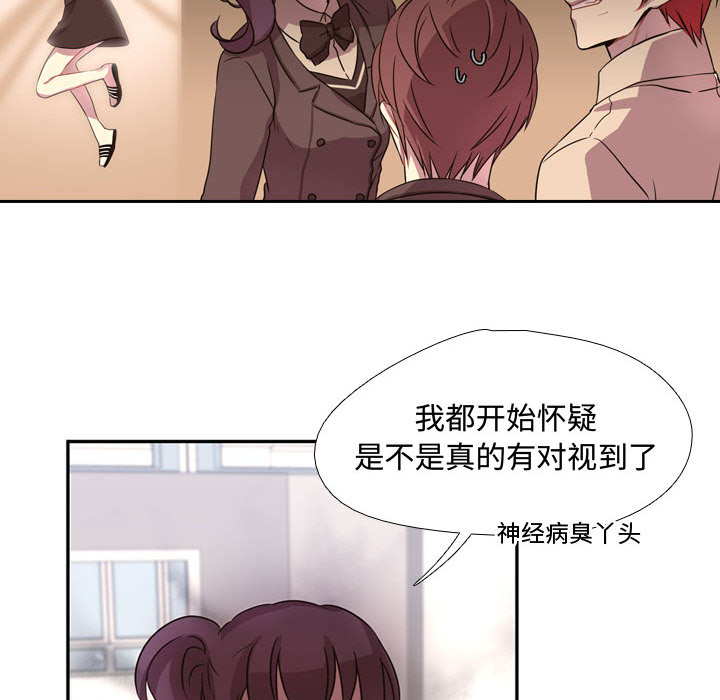 我都开始怀疑
是不是真的有对视到了
神经病臭丫头